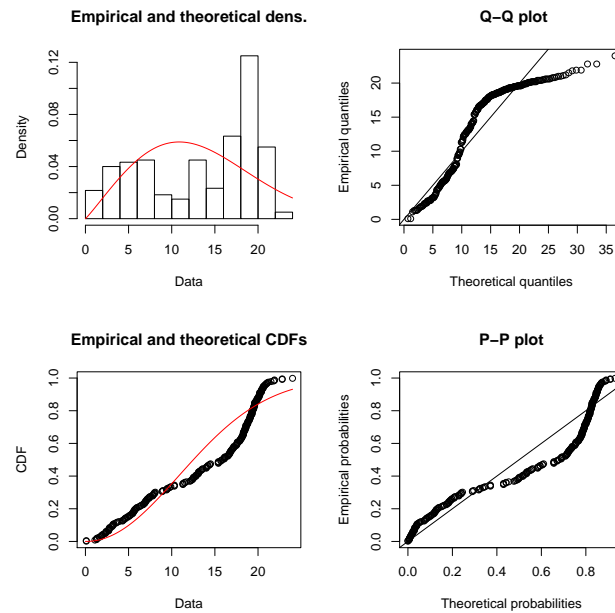 Empirical and theoretical dens.
Density
0.00 0.04 0.08 0.12
0 5 10 15 20
Data
Q−Q plot
Empirical quantiles
0 5 10 15 20
0 5 10 15 20 25 30 35
Theoretical quantiles
Empirical and theoretical CDFs
CDF
0.0 0.2 0.4 0.6 0.8 1.0
0 5 10 15 20
Data
P−P plot
Empirical probabilities
0.0 0.2 0.4 0.6 0.8 1.0
0.0 0.2 0.4 0.6 0.8
Theoretical probabilities